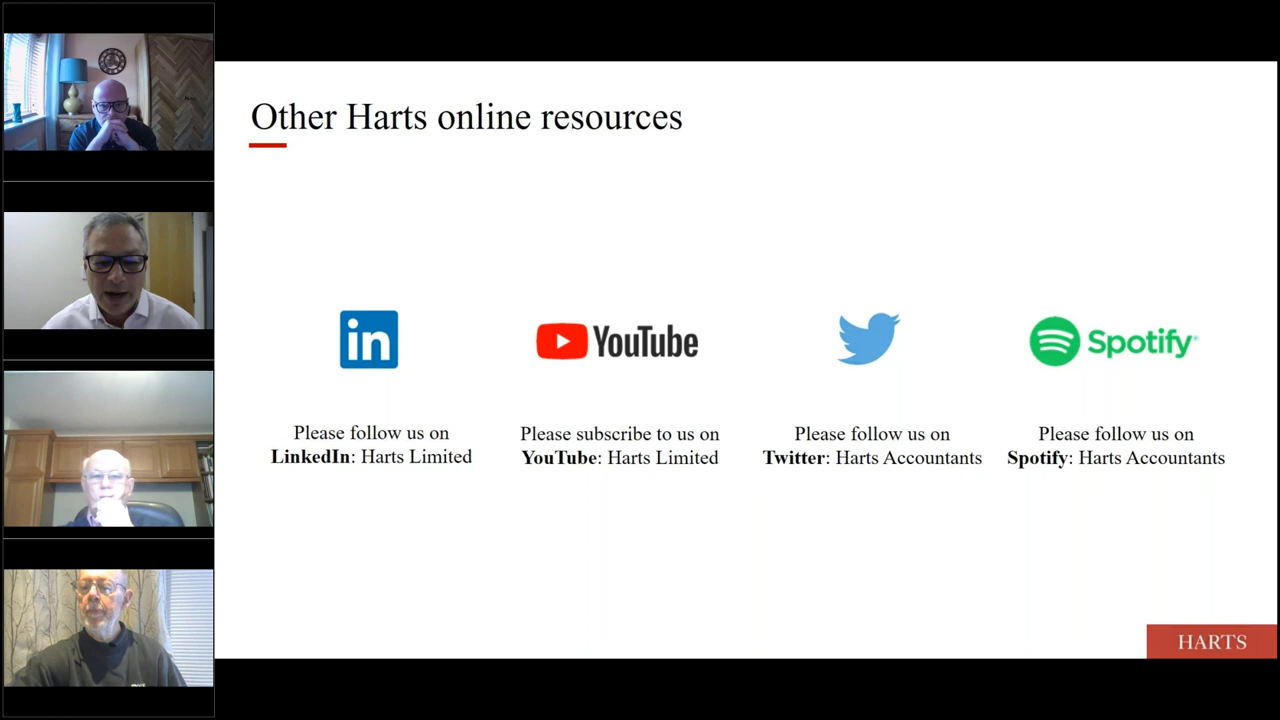 Other Harts online resources
in
YouTube
Spotify
Please follow us on
LinkedIn: Harts Limited
Please subscribe to us on
YouTube: Harts Limited
Please follow us on
Twitter: Harts Accountants
Please follow us on
Spotify: Harts Accountants
HARTS